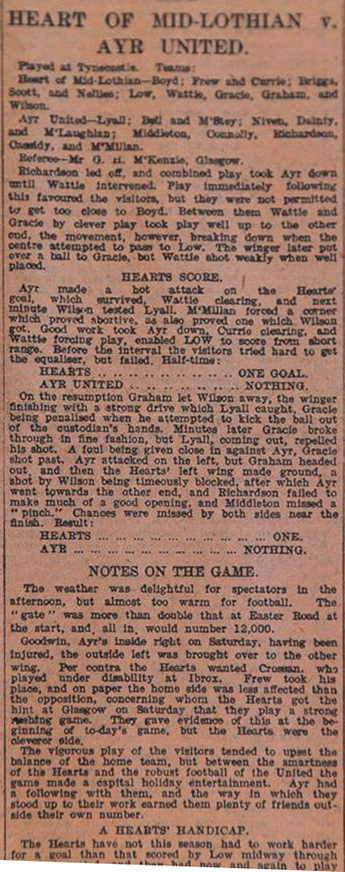 HEART OF MID-LOTHIAN v.
AYR UNITED.
Played at Tynecastle. Teams:
Heart of Mid-Lothian—Boyd; Frew and Currie; Briggs,
Scott, and Nellies; Low, Wattie, Gracie, Graham, and
Wilson.
Ayr United—Lyall; Bell and M'Stey; Niven, Dainty,
and M'Laughlan; Middleton, Connolly, Richardson,
Cassidy, and M'Millan.
Referee—Mr G. H. M'Kenzie, Glasgow.
Richardson led off, and combined play took Ayr down
until Wattie intervened. Play immediately following
this favoured the visitors, but they were not permitted
to get too close to Boyd. Between them Wattie and
Gracie by clever play took play well up to the other
end, the movement, however, breaking down when the
centre attempted to pass to Low. The winger later put
over a ball to Gracie, but Wattie shot weakly when well
placed.
HEARTS SCORE.
Ayr made a hot attack on the Hearts'
goal, which survived, Wattie clearing, and next
minute Wilson tested Lyall. M'Millan forced a corner
which proved abortive, as also proved one which Wilson
got. Good work took Ayr down, Currie clearing, and
Wattie forcing play, enabled LOW to score from short
range. Before the interval the visitors tried hard to get
the equaliser, but failed. Half-time:
HEARTS .. ... ... ... ... ... ... ONE GOAL.
AYR UNITED .. ... ... ... ... ... NOTHING.
On the resumption Graham let Wilson away, the winger
finishing with a strong drive which Lyall caught, Gracie
being penalised when he attempted to kick the ball out
of the custodian's hands. Minutes later Gracie broke
through in fine fashion, but Lyall, coming out, repelled
his shot. A foul being given close in against Ayr, Gracie
shot past. Ayr attacked on the left, but Graham headed
out and then the Hearts' left wing made ground, a
shot by Wilson being timeously blocked, after which Ayr
went towards the other end, and Richardson failed to
make much of a good opening, and Middleton missed a
"pinch." Chances were missed by both sides near the
finish. Result:
HEARTS ... ... ... ... ... ... ... ... ONE.
AYR ... ... ... ... ... ... ... ... NOTHING.
NOTES ON THE GAME.
The weather was delightful for spectators in the
afternoon, but almost too warm for football. The
"gate" was more than double that at Easter Road at
the start, and, all in, would number 12,000.
Goodwin, Ayr's inside right on Saturday, having been
injured, the outside left was brought over to the other
wing. Per contra the Hearts wanted Crossan, who
played under disability at Ibrox. Frew took his
place, and on paper the home side was less affected than
the opposition, concerning whom the Hearts got the
hint at Glasgow on Saturday that they play a strong
rushing game. They gave evidence of this at the be-
ginning of to-day's game, but the Hearts were the
cleverer side.
The vigorous play of the visitors tended to upset the
balance of the home team, but between the smartness
of the Hearts and the robust football of the United the
game made a capital holiday entertainment. Ayr had
a following with them, and the way in which they
stood up to their work earned them plenty of friends out-
side their own number.
A HEARTS' HANDICAP.
The Hearts have not this season had to work harder
for a goal than that scored by Low midway through
had now and again to play